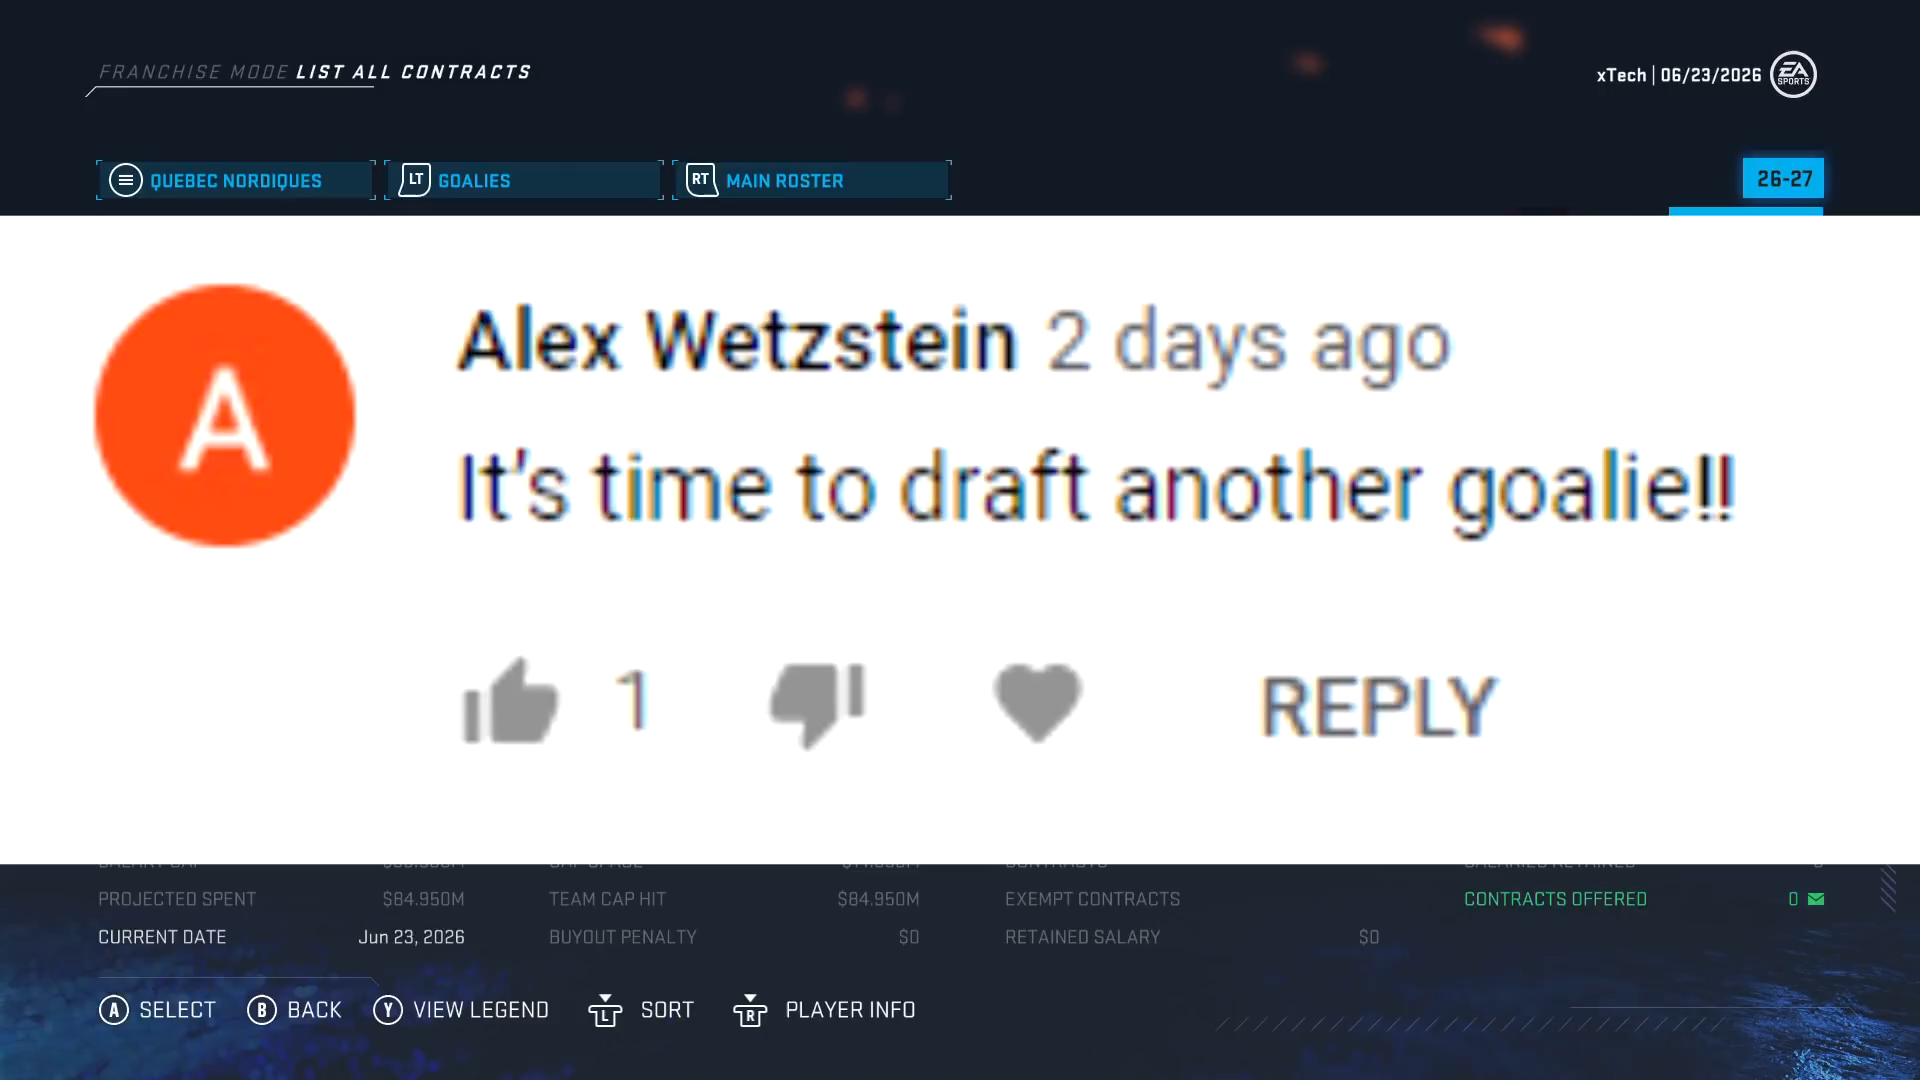 FRANCHISE MODE LIST ALL CONTRACTS
xTech | 06/23/2026
EA SPORTS
QUEBEC NORDIQUES
LT GOALIES
RT MAIN ROSTER
26-27
A
Alex Wetzstein 2 days ago
It's time to draft another goalie!!
1 REPLY
PROJECTED SPENT $84.950M TEAM CAP HIT $84.950M EXEMPT CONTRACTS CONTRACTS OFFERED 0
CURRENT DATE Jun 23, 2026 BUYOUT PENALTY $0 RETAINED SALARY $0
A SELECT B BACK Y VIEW LEGEND L SORT R PLAYER INFO